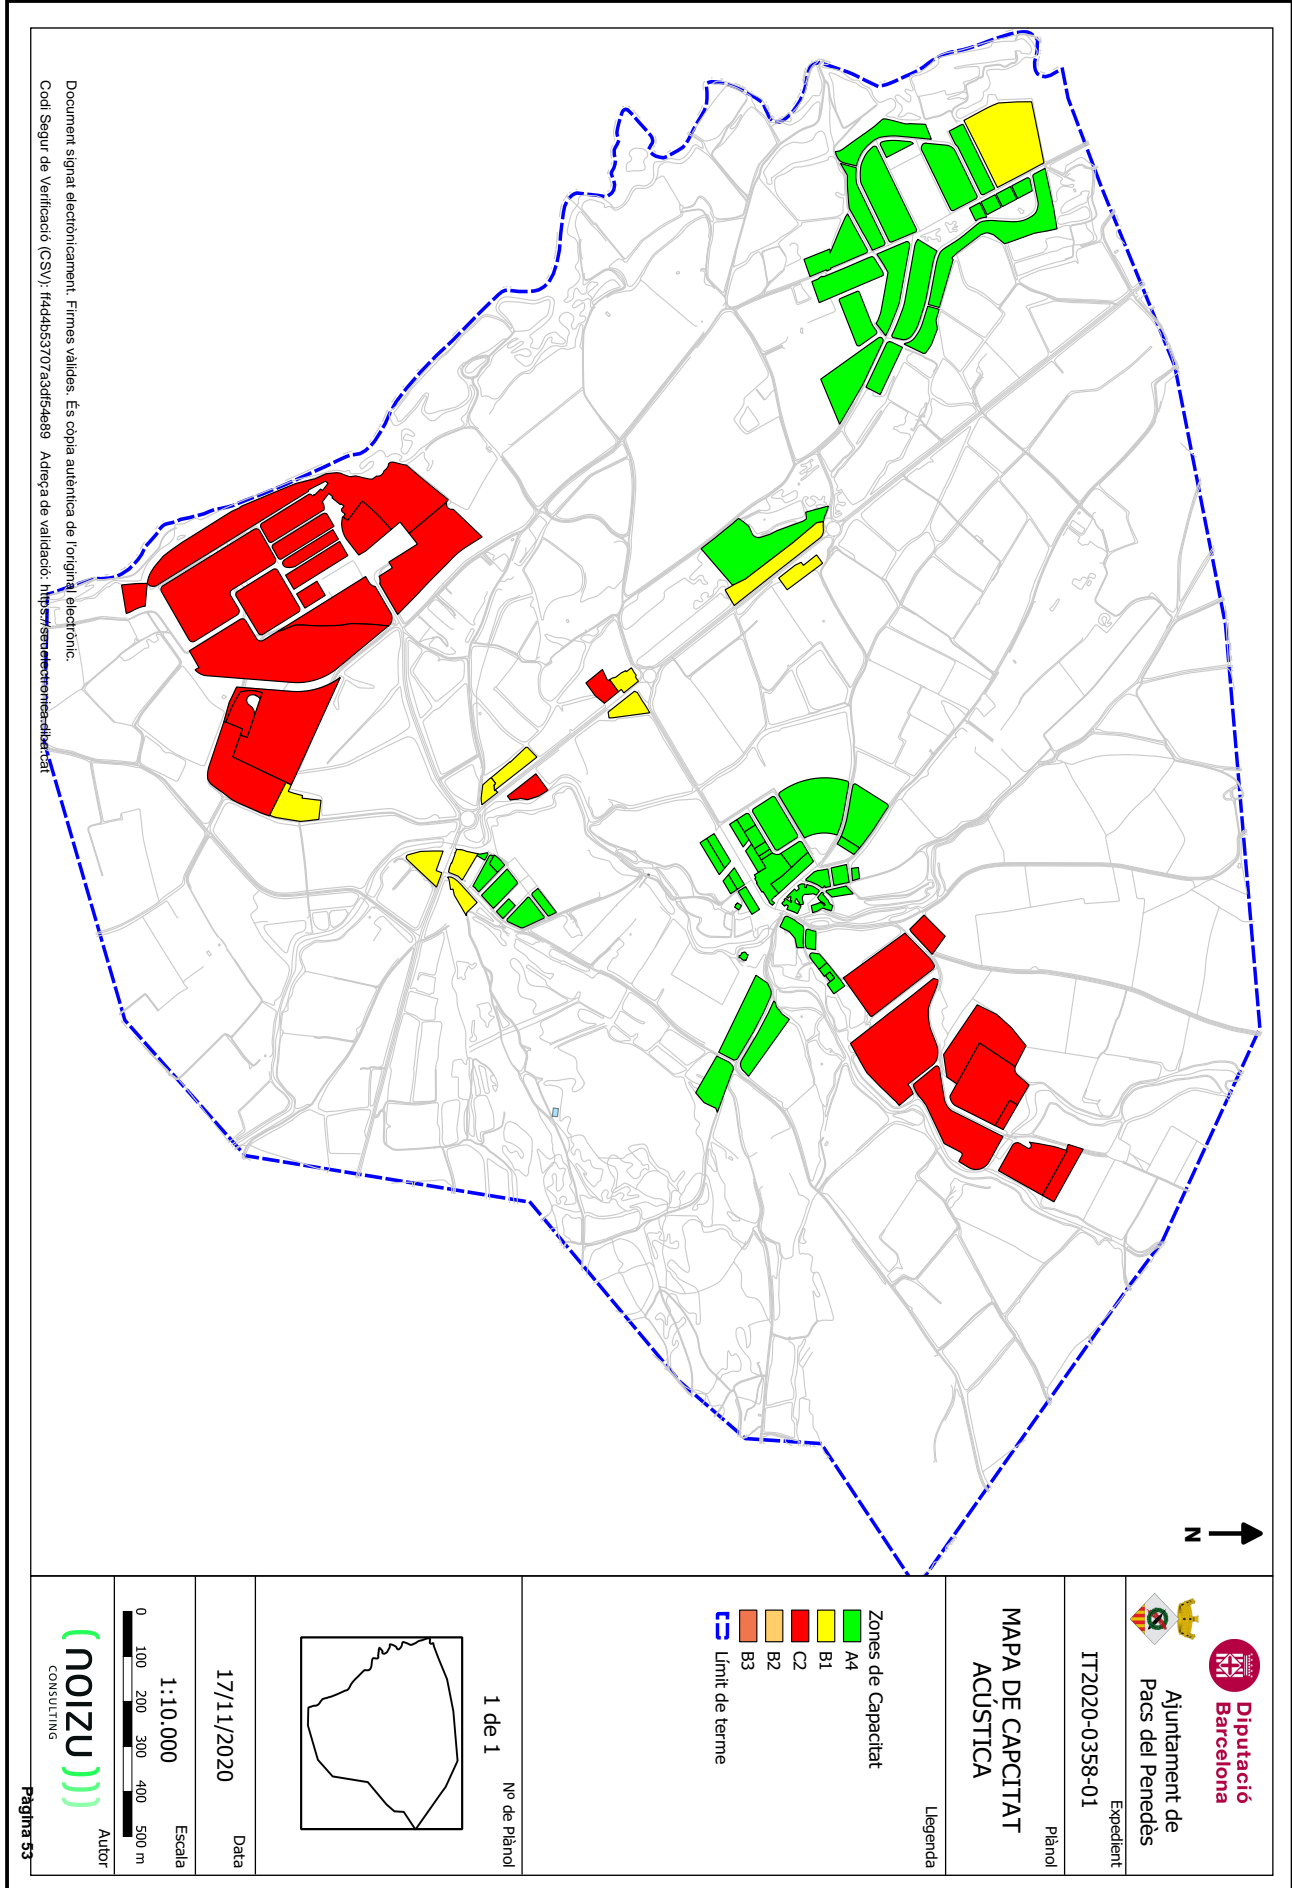 Diputació
Barcelona
Ajuntament de
Pacs del Penedès
Expedient
IT2020-0358-01
Plànol
MAPA DE CAPCITAT
ACÚSTICA
Llegenda
Zones de Capacitat
A4
B1
C2
B2
B3
Límit de terme
Nº de Plànol
1 de 1
Data
17/11/2020
Escala
1:10.000
0 100 200 300 400 500 m
Autor
(noizu)))
CONSULTING
N
Document signat electrònicament. Firmes vàlides. És còpia autèntica de l'original electrònic.
Codi Segur de Verificació (CSV): ff4d4b53707a3df54e89 Adreça de validació: https://seuelectronica.diba.cat
Pàgina 53